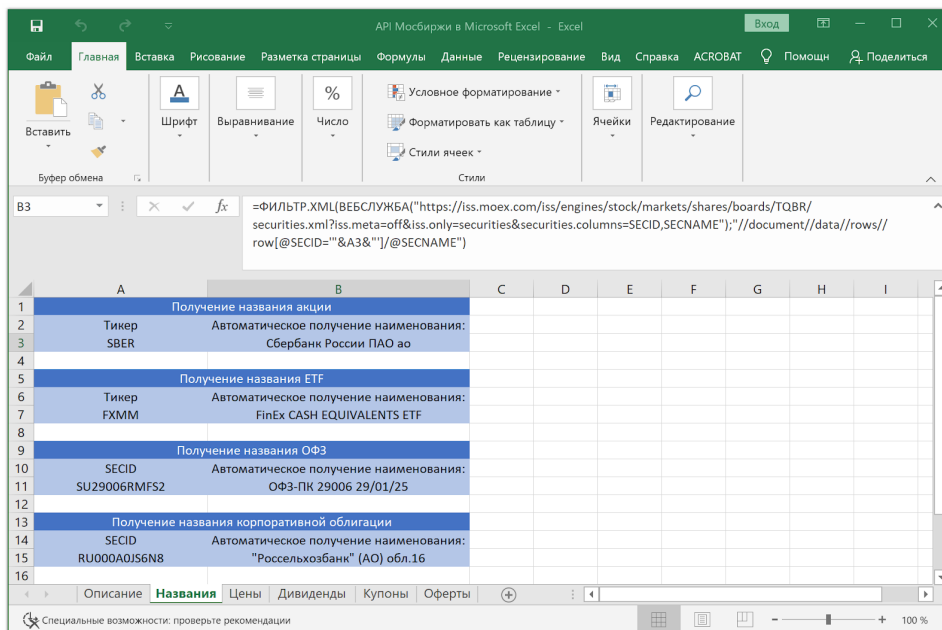 API Мосбиржи в Microsoft Excel - Excel
Вход
Файл Главная Вставка Рисование Разметка страницы Формулы Данные Рецензирование Вид Справка ACROBAT Помощн Поделиться
Вставить
Шрифт
Выравнивание
%
Число
Условное форматирование
Форматировать как таблицу
Стили ячеек
Ячейки
Редактирование
Буфер обмена
Стили
B3
fx
=ФИЛЬТР.XML(ВЕБСЛУЖБА("https://iss.moex.com/iss/engines/stock/markets/shares/boards/TQBR/
securities.xml?iss.meta=off&iss.only=securities&securities.columns=SECID,SECNAME");"//document//data//rows//
row[@SECID='"&A3&"']/@SECNAME")
A B C D E F G H I
1 Получение названия акции
2 Тикер Автоматическое получение наименования:
3 SBER Сбербанк России ПАО ао
4
5 Получение названия ETF
6 Тикер Автоматическое получение наименования:
7 FXMM FinEx CASH EQUIVALENTS ETF
8
9 Получение названия ОФЗ
10 SECID Автоматическое получение наименования:
11 SU29006RMFS2 ОФЗ-ПК 29006 29/01/25
12
13 Получение названия корпоративной облигации
14 SECID Автоматическое получение наименования:
15 RU000A0JS6N8 "Россельхозбанк" (АО) обл.16
16
Описание Названия Цены Дивиденды Купоны Оферты
Специальные возможности: проверьте рекомендации
100 %